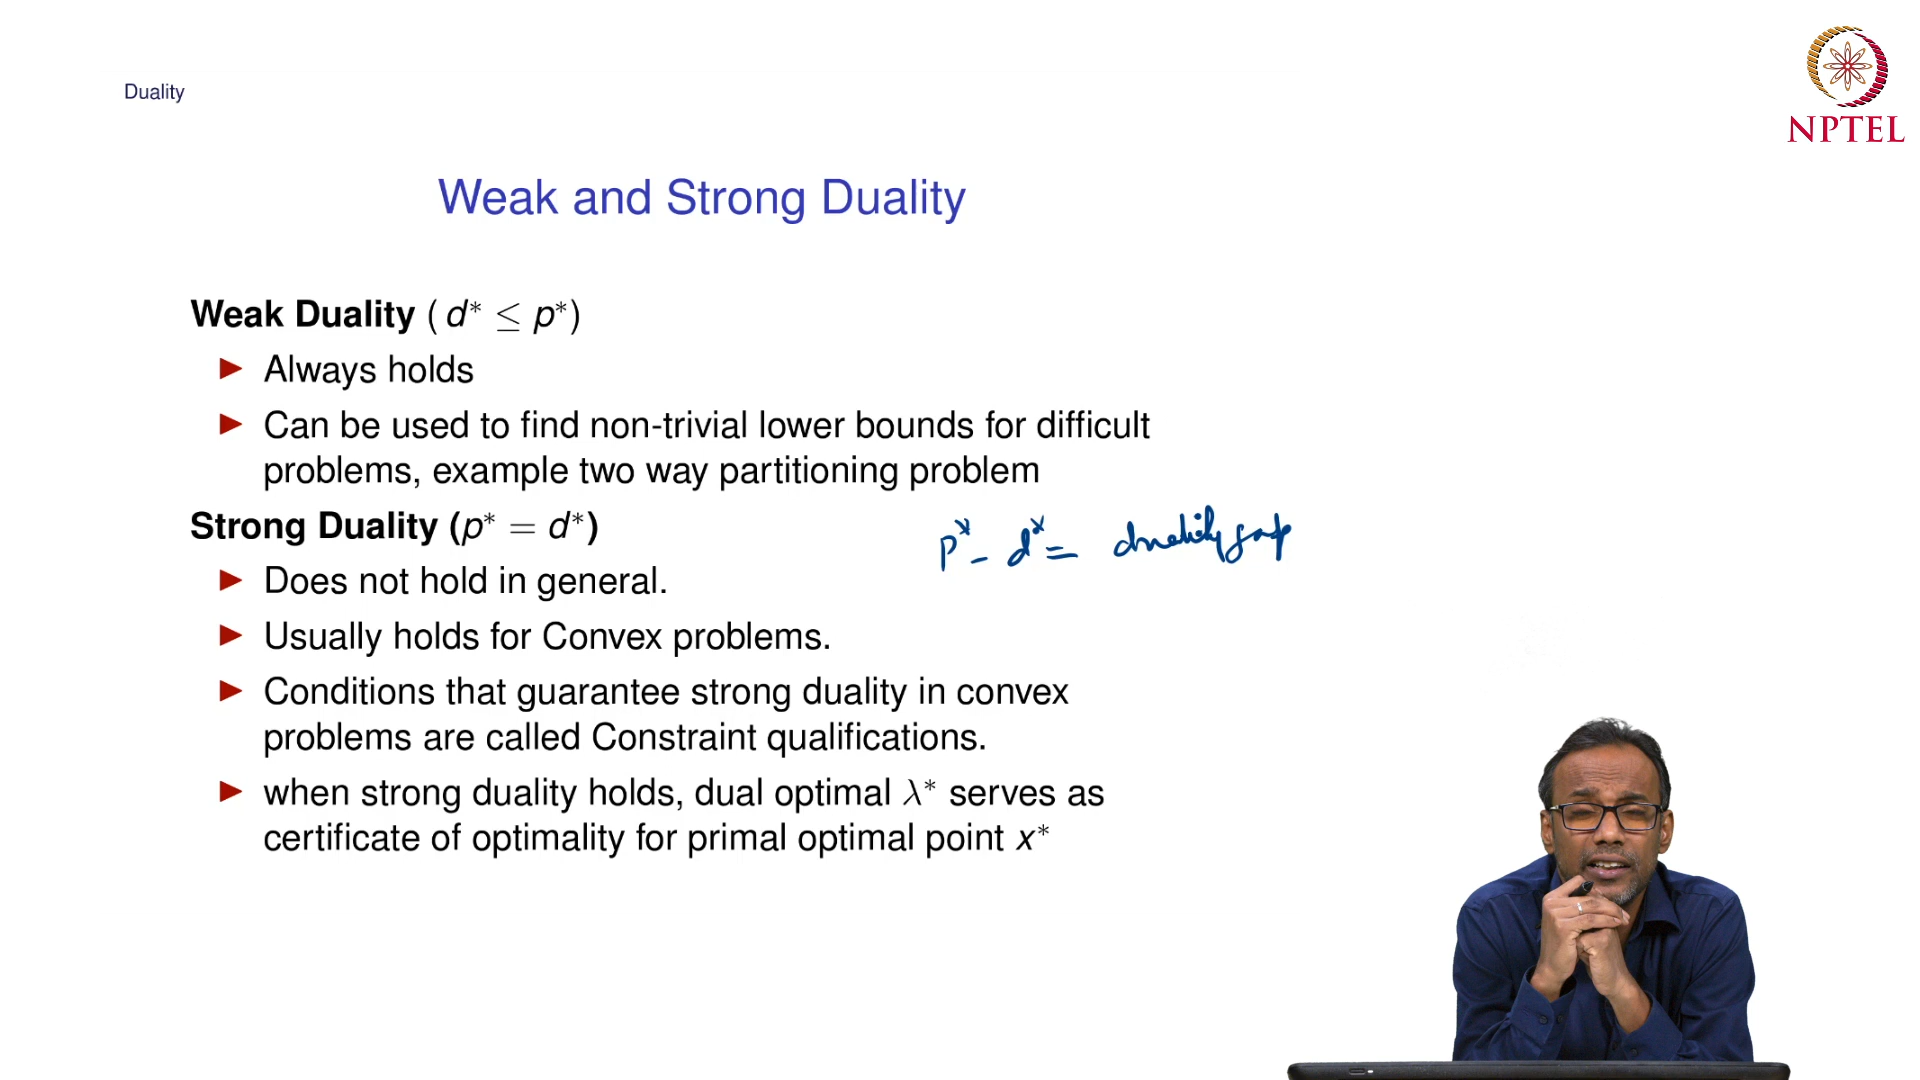 Duality
NPTEL
Weak and Strong Duality
Weak Duality ( d* ≤ p*)
▶ Always holds
▶ Can be used to find non-trivial lower bounds for difficult
problems, example two way partitioning problem
Strong Duality (p* = d*)
p* - d* = duality gap
▶ Does not hold in general.
▶ Usually holds for Convex problems.
▶ Conditions that guarantee strong duality in convex
problems are called Constraint qualifications.
▶ when strong duality holds, dual optimal λ* serves as
certificate of optimality for primal optimal point x*